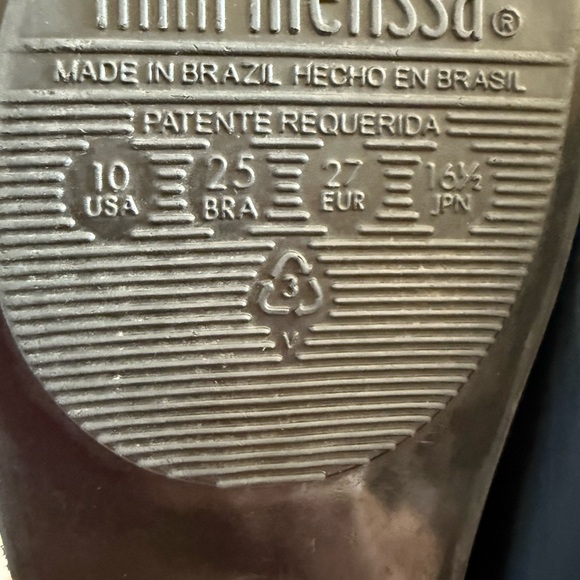 mini melissa®
MADE IN BRAZIL HECHO EN BRASIL
PATENTE REQUERIDA
10 25 27 16½
USA BRA EUR JPN
3
V